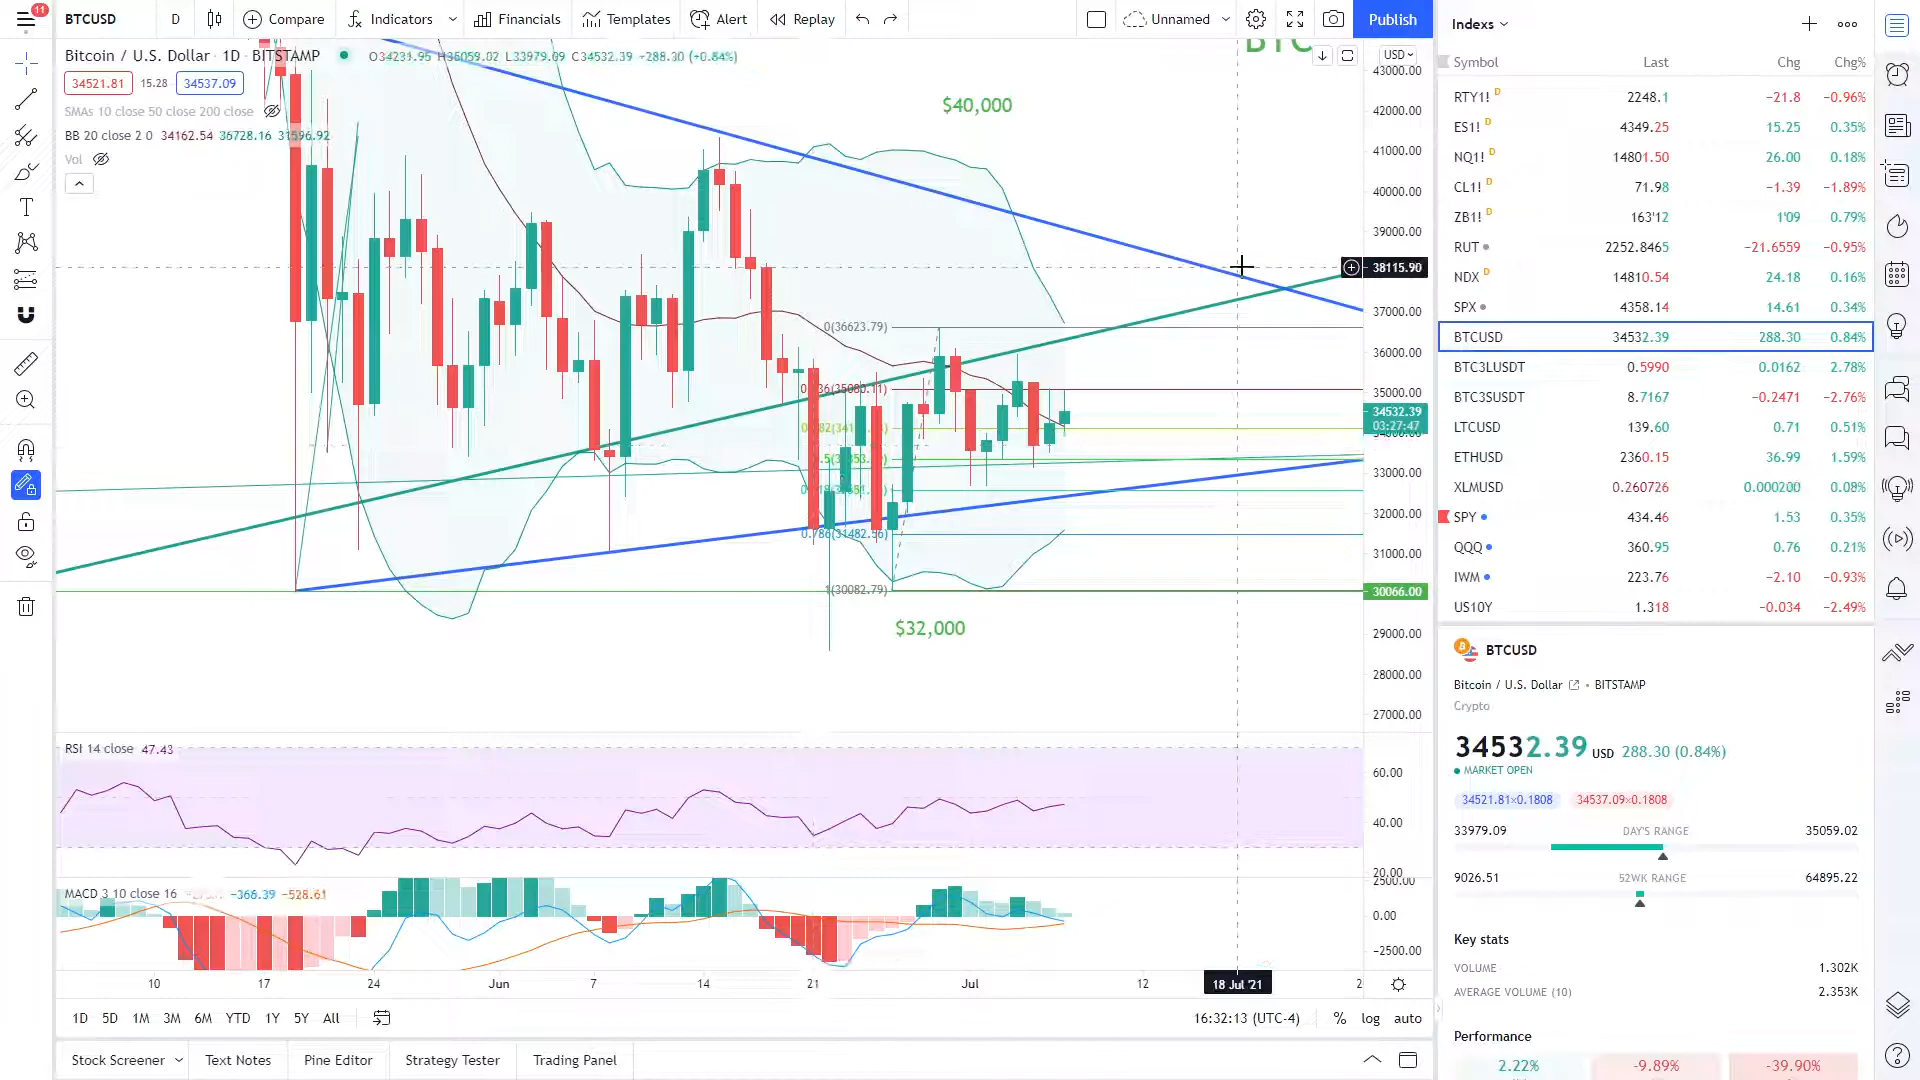 11
BTCUSD D Compare Indicators Financials Templates Alert Replay Unnamed Publish
Bitcoin / U.S. Dollar · 1D · BITSTAMP O34231.95 H35059.02 L33979.09 C34532.39 +288.30 (+0.84%)
34521.81 15.28 34537.09
SMAs 10 close 50 close 200 close
BB 20 close 2 0 34162.54 36728.16 31596.92
Vol
BTC
$40,000
$32,000
0(36623.79)
0.5(
0.786(31482.56)
1(30082.79)
USD
43000.00
42000.00
41000.00
40000.00
39000.00
38115.90
37000.00
36000.00
35000.00
34532.39
03:27:47
34000.00
33000.00
32000.00
31000.00
30066.00
29000.00
28000.00
27000.00
RSI 14 close 47.43
60.00
40.00
20.00
MACD 3 10 close 16 −366.39 −528.61
2500.00
0.00
−2500.00
10 17 24 Jun 7 14 21 Jul 12 18 Jul '21 2
1D 5D 1M 3M 6M YTD 1Y 5Y All 16:32:13 (UTC-4) % log auto
Stock Screener Text Notes Pine Editor Strategy Tester Trading Panel
Indexs
Symbol Last Chg Chg%
RTY1! D 2248.1 −21.8 −0.96%
ES1! D 4349.25 15.25 0.35%
NQ1! D 14801.50 26.00 0.18%
CL1! D 71.98 −1.39 −1.89%
ZB1! D 163'12 1'09 0.79%
RUT 2252.8465 −21.6559 −0.95%
NDX D 14810.54 24.18 0.16%
SPX 4358.14 14.61 0.34%
BTCUSD 34532.39 288.30 0.84%
BTC3LUSDT 0.5990 0.0162 2.78%
BTC3SUSDT 8.7167 −0.2471 −2.76%
LTCUSD 139.60 0.71 0.51%
ETHUSD 2360.15 36.99 1.59%
XLMUSD 0.260726 0.000200 0.08%
SPY 434.46 1.53 0.35%
QQQ 360.95 0.76 0.21%
IWM 223.76 −2.10 −0.93%
US10Y 1.318 −0.034 −2.49%
BTCUSD
Bitcoin / U.S. Dollar • BITSTAMP
Crypto
34532.39 USD 288.30 (0.84%)
MARKET OPEN
34521.81×0.1808 34537.09×0.1808
33979.09 DAY'S RANGE 35059.02
9026.51 52WK RANGE 64895.22
Key stats
VOLUME 1.302K
AVERAGE VOLUME (10) 2.353K
Performance
2.22% -9.89% -39.90%